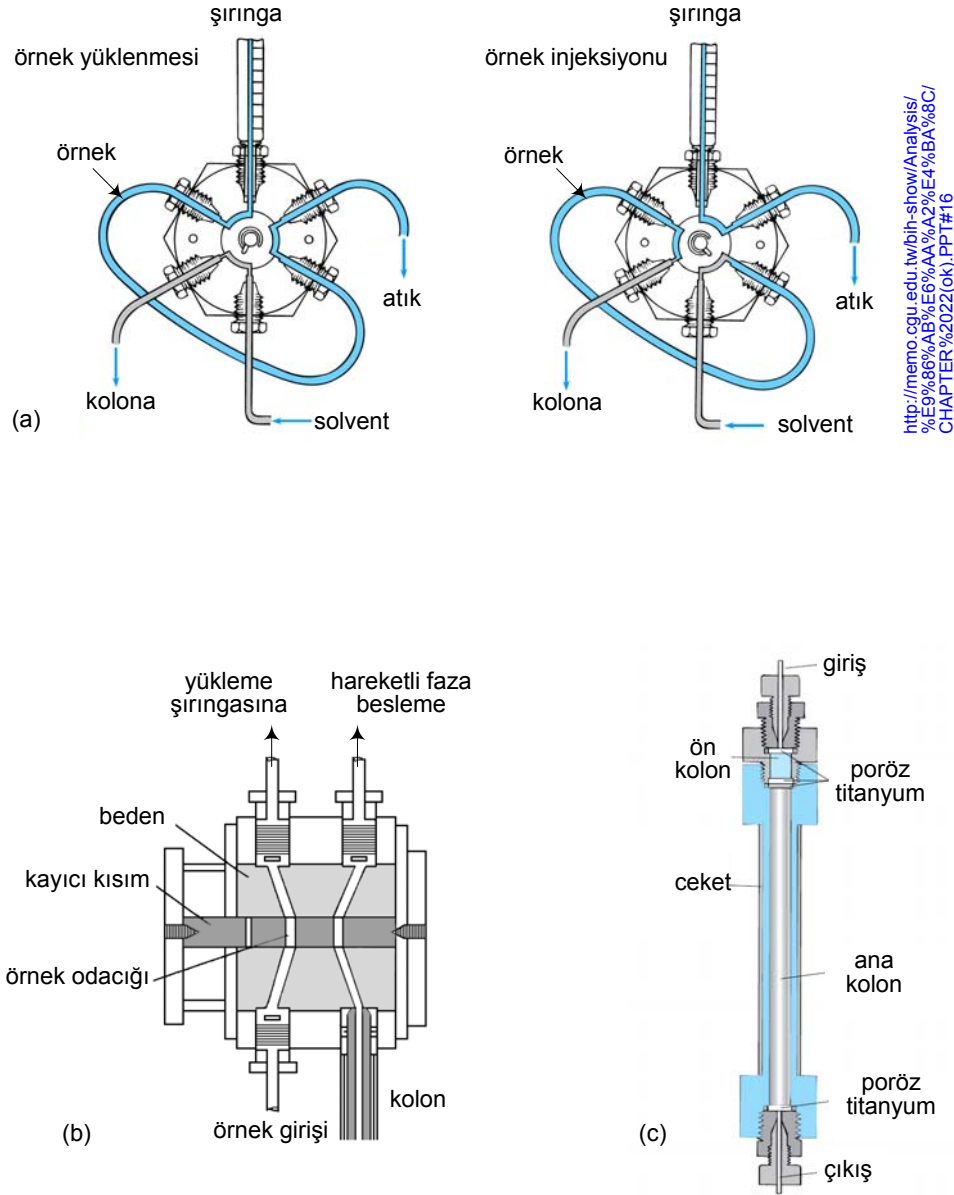 şırınga
örnek yüklenmesi
örnek
atık
kolona
solvent
(a)
şırınga
örnek injeksiyonu
örnek
atık
kolona
solvent
http://memo.cgu.edu.tw/bih-show/Analysis/
%E9%86%AB%E6%AA%A2%E4%BA%8C/
CHAPTER%2022(ok).PPT#16
yükleme
şırıngasına
hareketli faza
besleme
beden
kayıcı kısım
örnek odacığı
örnek girişi
kolon
(b)
giriş
ön
kolon
poröz
titanyum
ceket
ana
kolon
poröz
titanyum
çıkış
(c)